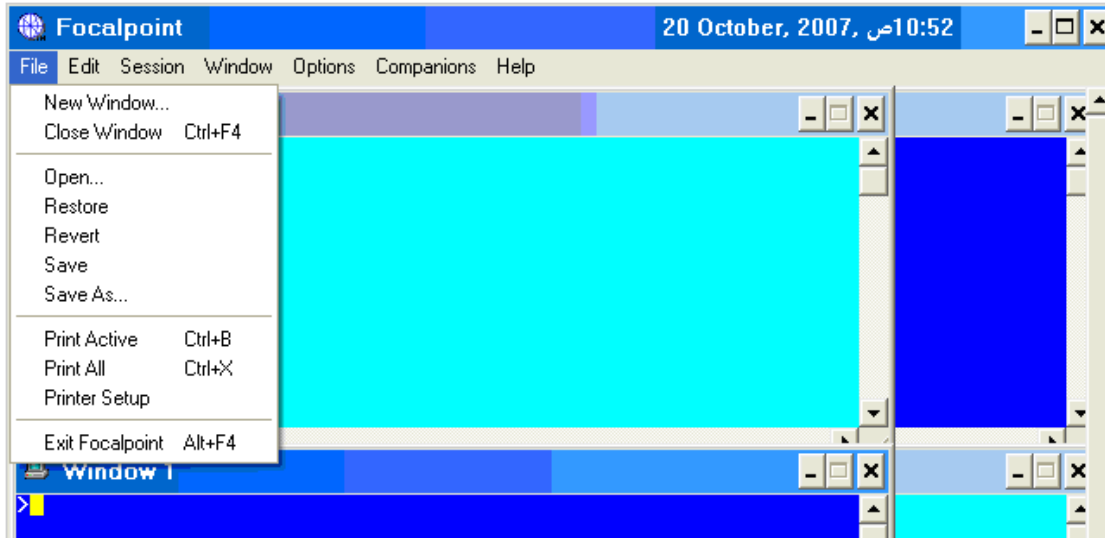 Focalpoint 20 October, 2007, ص10:52
File Edit Session Window Options Companions Help
New Window...
Close Window Ctrl+F4
Open...
Restore
Revert
Save
Save As...
Print Active Ctrl+B
Print All Ctrl+X
Printer Setup
Exit Focalpoint Alt+F4
Window 1
>